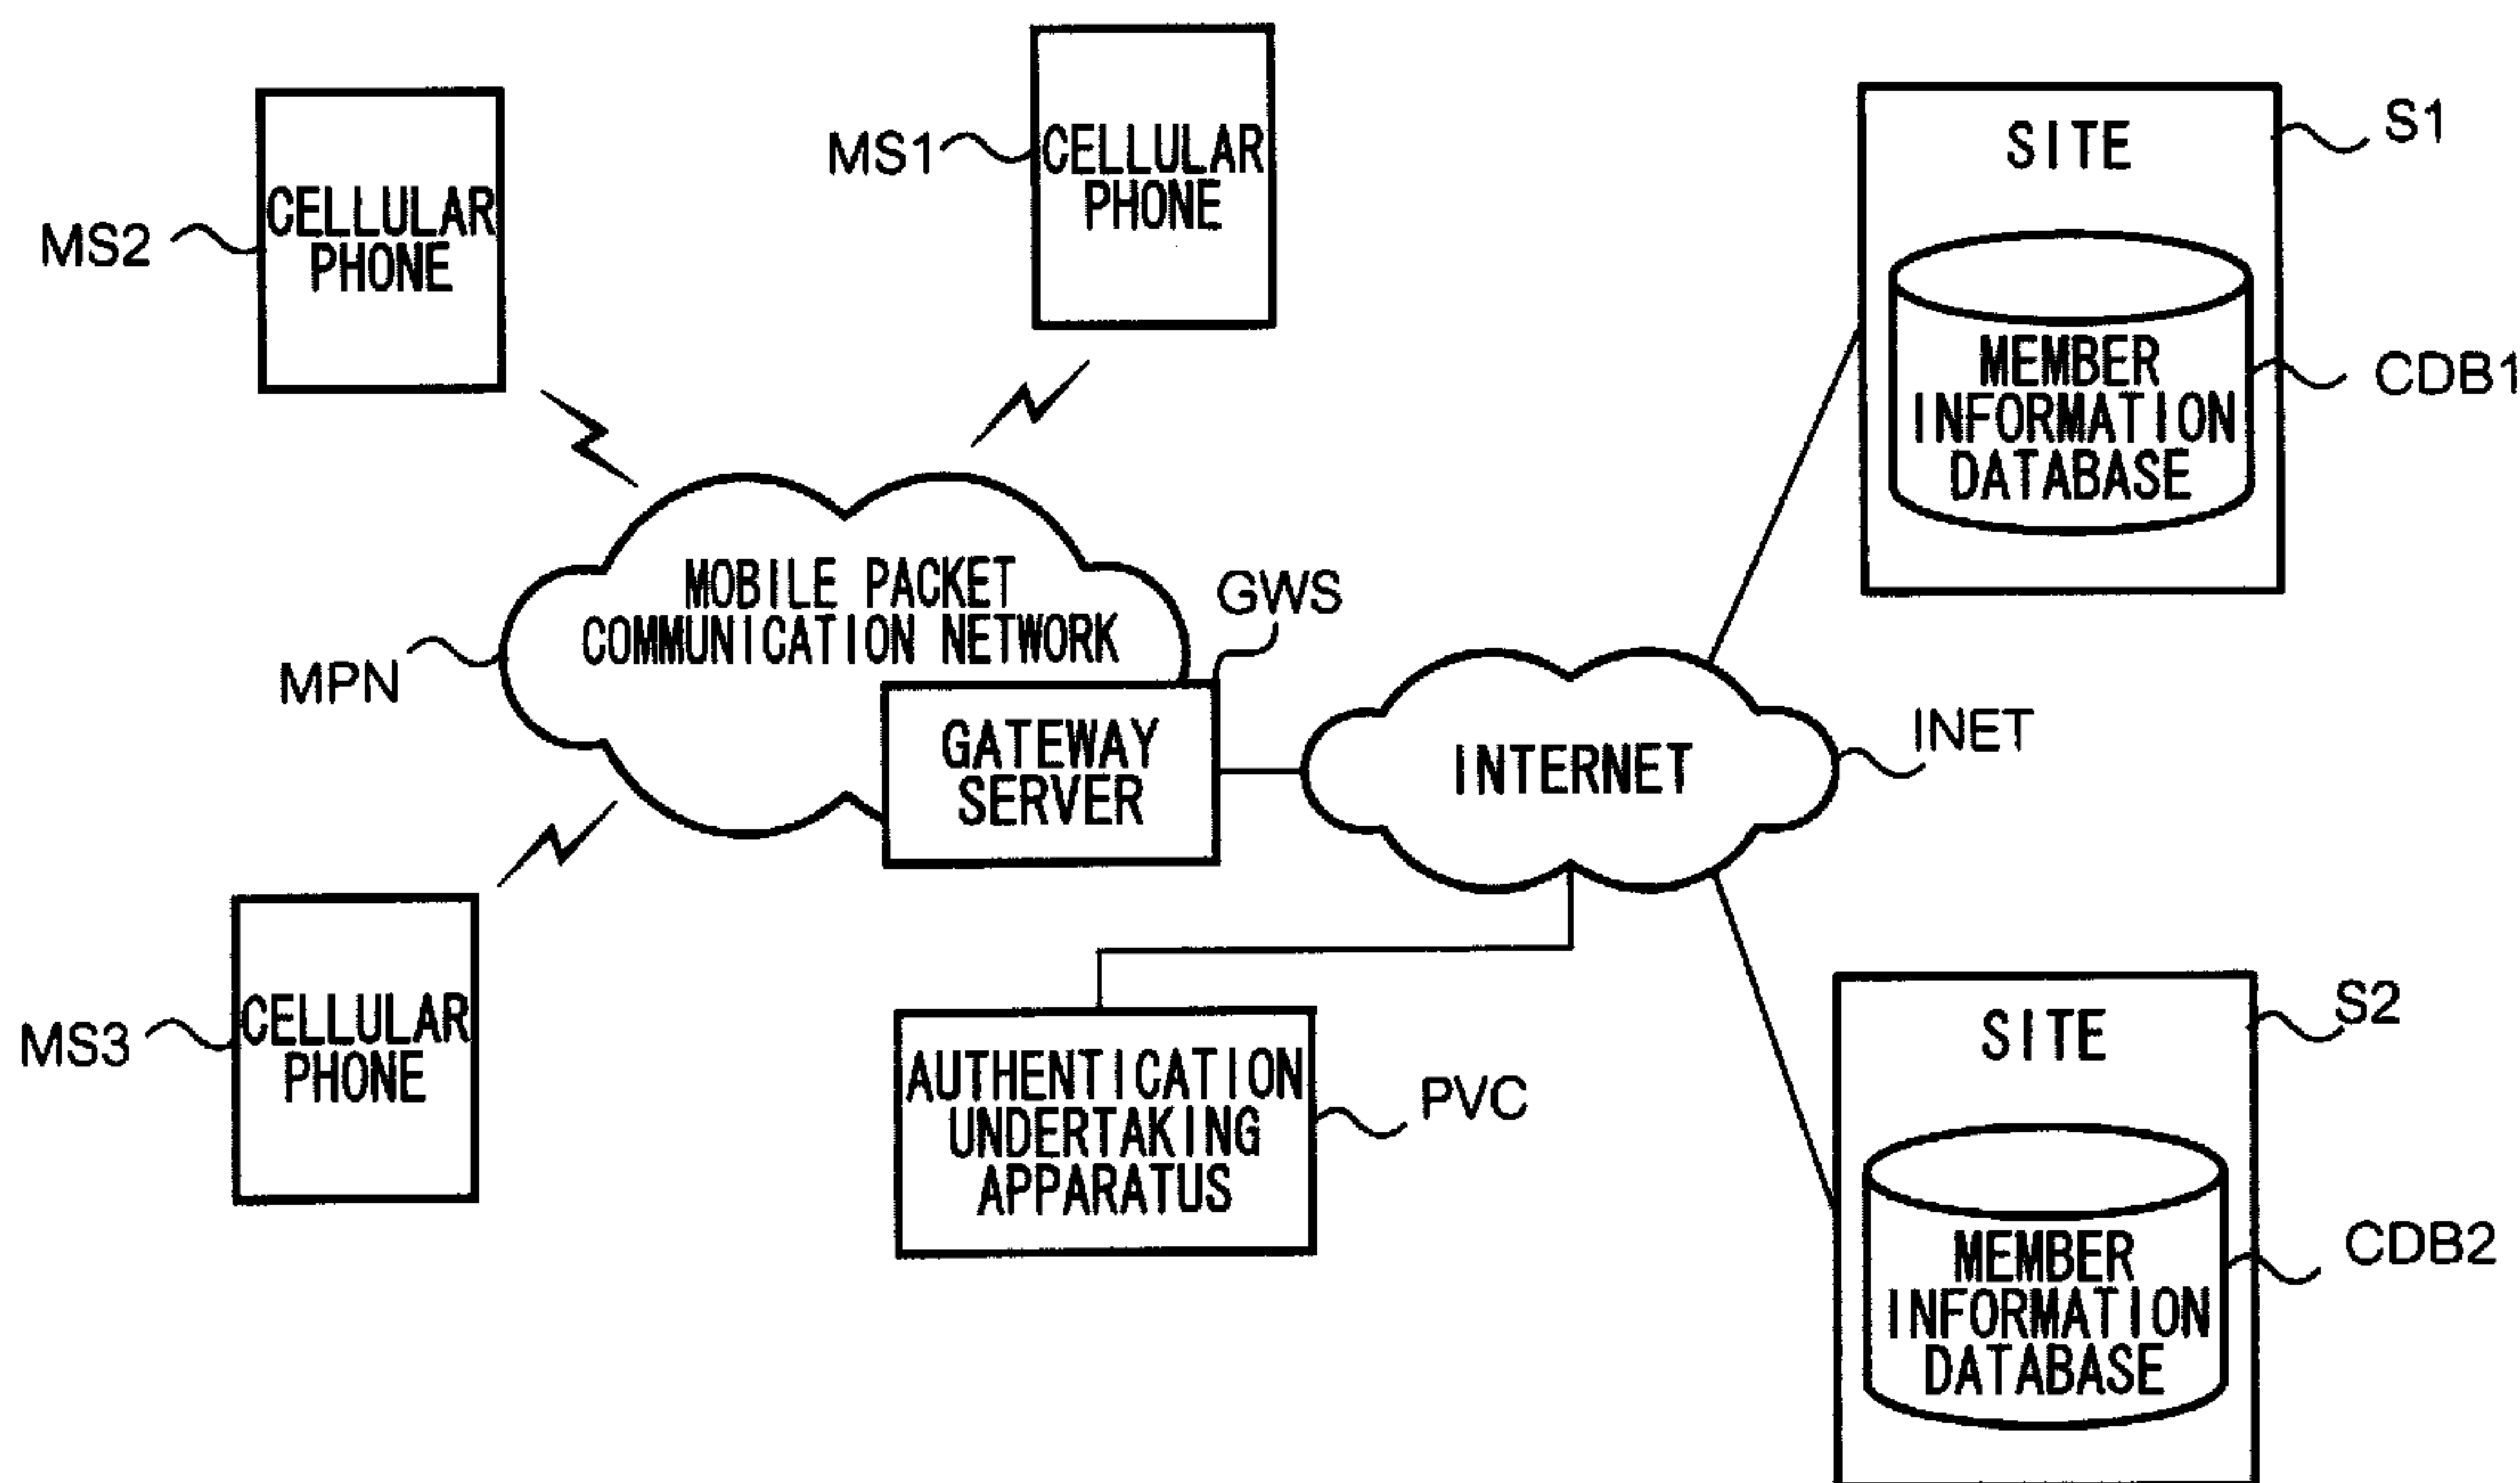 MS1
CELLULAR
PHONE
MS2
CELLULAR
PHONE
SITE
S1
MEMBER
INFORMATION
DATABASE
CDB1
MOBILE PACKET
COMMUNICATION NETWORK
MPN
GWS
GATEWAY
SERVER
INTERNET
INET
MS3
CELLULAR
PHONE
AUTHENTICATION
UNDERTAKING
APPARATUS
PVC
SITE
S2
MEMBER
INFORMATION
DATABASE
CDB2